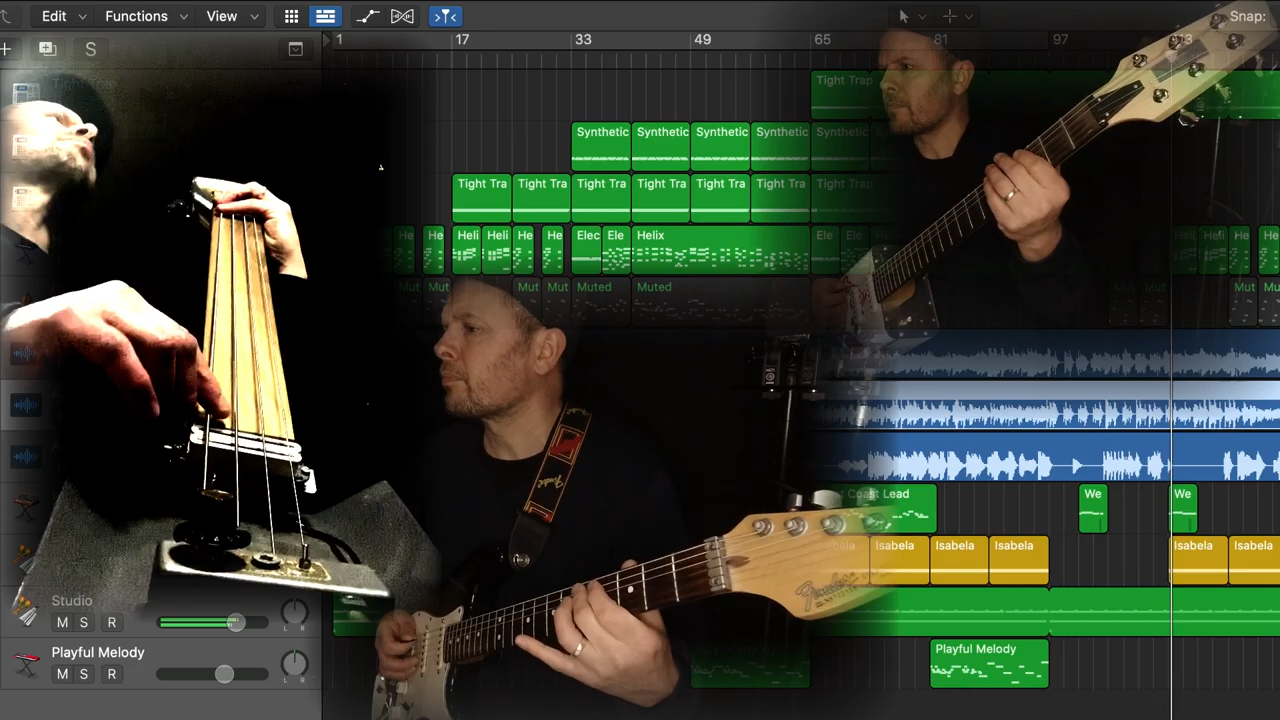 Edit Functions View Snap:
S
1 17 33 49 65 81 97
Tight Trap
Synthetic Synthetic Synthetic Synthetic Synthetic
Tight Tra Tight Tra Tight Tra Tight Tra Tight Tra Tight Tra Tight Trap
He He Heli Heli He He Elec Ele Helix Ele Ele Heli Heli He He
Mut Mut Mut Mut Muted Muted Mut Mut Mut Mu
Coast Lead We We
Isabela Isabela Isabela Isabela Isabela
Fender
Studio
M S R L R
Playful Melody Playful Melody
M S R L R